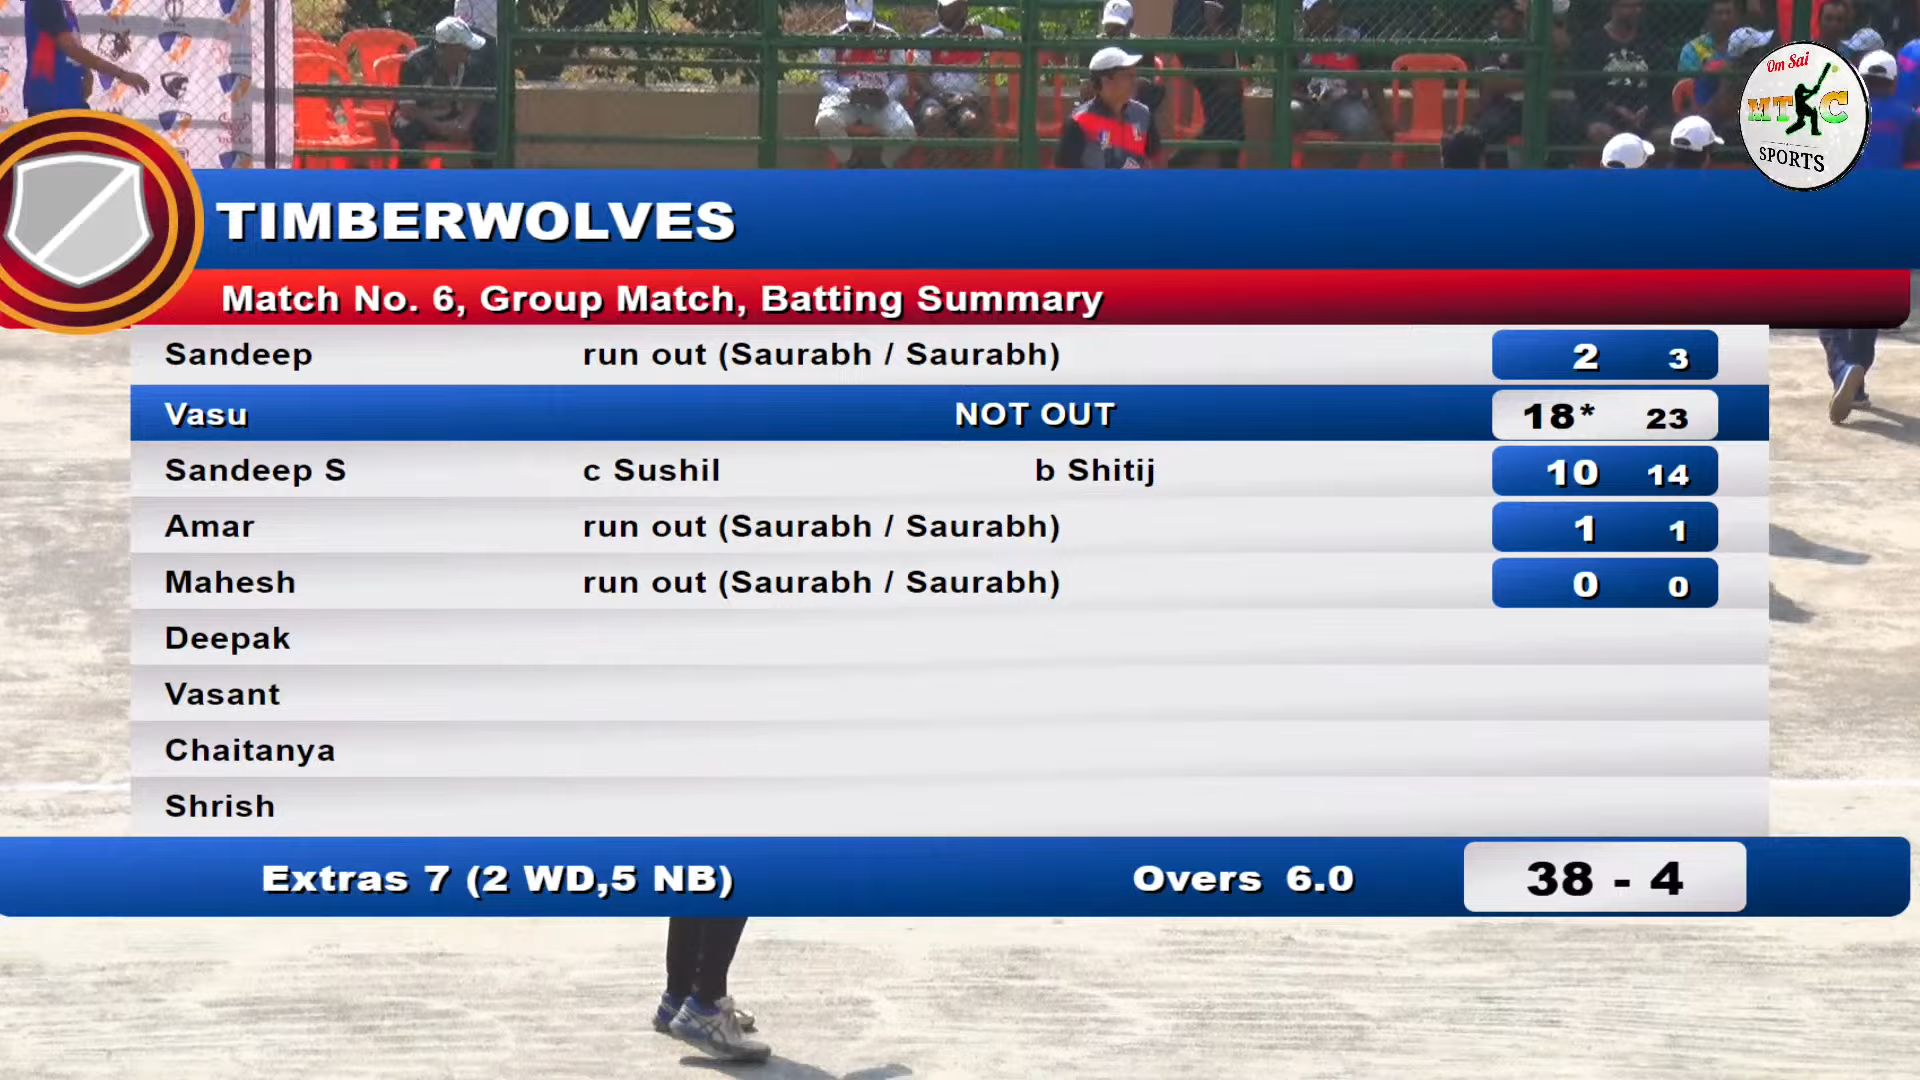 Om Sai
MTCC
SPORTS
TIMBERWOLVES
Match No. 6, Group Match, Batting Summary
Sandeep run out (Saurabh / Saurabh) 2 3
Vasu NOT OUT 18* 23
Sandeep S c Sushil b Shitij 10 14
Amar run out (Saurabh / Saurabh) 1 1
Mahesh run out (Saurabh / Saurabh) 0 0
Deepak
Vasant
Chaitanya
Shrish
Extras 7 (2 WD,5 NB) Overs 6.0 38 - 4